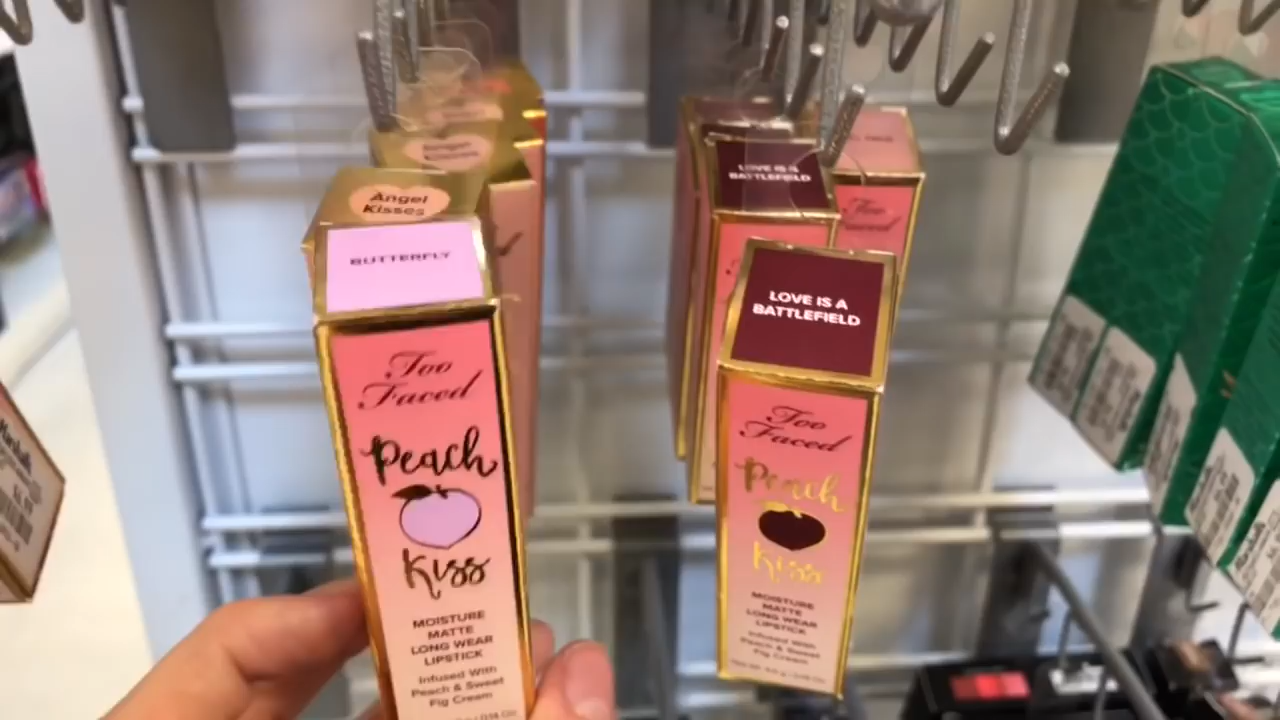 Angel
Kisses
BUTTERFLY
Too
Faced
Peach
Kiss
MOISTURE
MATTE
LONG WEAR
LIPSTICK
Infused With
Peach & Sweet
Fig Cream
LOVE IS A
BATTLEFIELD
LOVE IS A
BATTLEFIELD
Too
Faced
Peach
Kiss
MOISTURE
MATTE
LONG WEAR
LIPSTICK
Infused With
Peach & Sweet
Fig Cream
Too
Faced